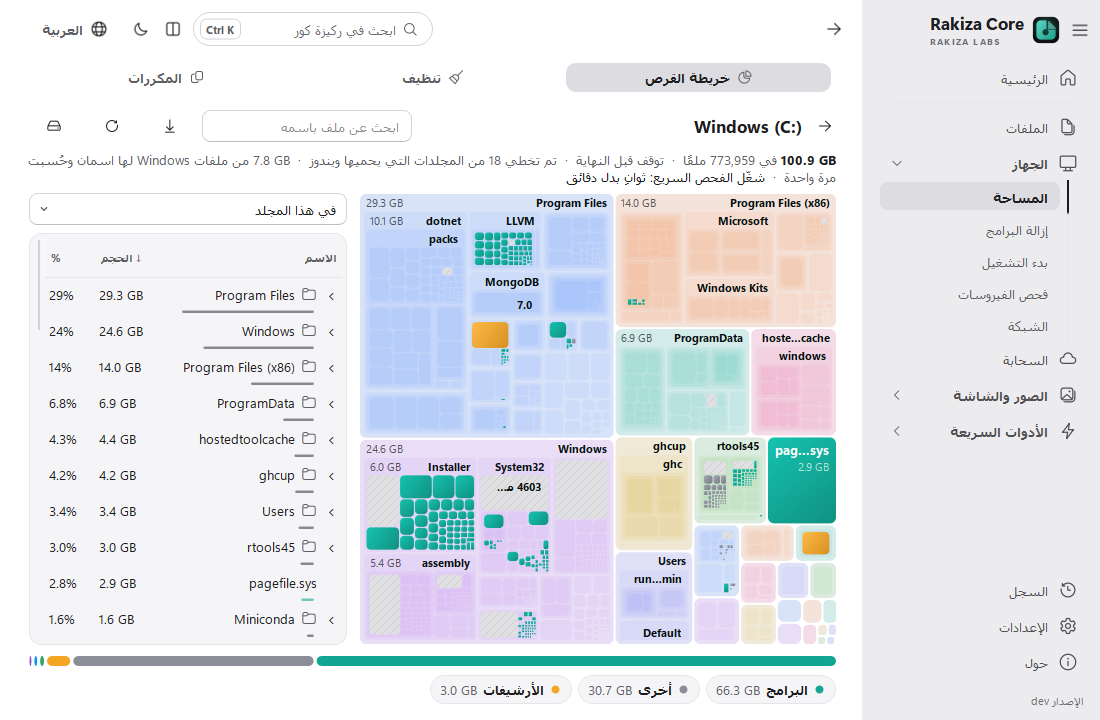 Rakiza Core
RAKIZA LABS
الرئيسية
الملفات
الجهاز
المساحة
إزالة البرامج
بدء التشغيل
فحص الفيروسات
الشبكة
السحابة
الصور والشاشة
الأدوات السريعة
السجل
الإعدادات
حول
الإصدار dev
ابحث في ركيزة كور
Ctrl K
العربية
خريطة القرص
تنظيف
المكررات
Windows (C:)
ابحث عن ملف باسمه
100.9 GB في 773,959 ملفًا · توقف قبل النهاية · تم تخطي 18 من المجلدات التي يحميها ويندوز · 7.8 GB من ملفات Windows لها اسمان وحُسبت
مرة واحدة · شغّل الفحص السريع: ثوانٍ بدل دقائق
Program Files (x86)
14.0 GB
Microsoft
Windows Kits
Program Files
29.3 GB
LLVM
dotnet
10.1 GB
packs
MongoDB
7.0
hoste...cache
windows
ProgramData
6.9 GB
Windows
24.6 GB
System32
4603 مـ...
Installer
6.0 GB
assembly
5.4 GB
pag...sys
2.9 GB
rtools45
ghcup
ghc
Users
run...min
Default
في هذا المجلد
الاسم
الحجم ↓
%
Program Files 29.3 GB 29%
Windows 24.6 GB 24%
Program Files (x86) 14.0 GB 14%
ProgramData 6.9 GB 6.8%
hostedtoolcache 4.4 GB 4.3%
ghcup 4.2 GB 4.2%
Users 3.4 GB 3.4%
rtools45 3.0 GB 3.0%
pagefile.sys 2.9 GB 2.8%
Miniconda 1.6 GB 1.6%
البرامج 66.3 GB
أخرى 30.7 GB
الأرشيفات 3.0 GB